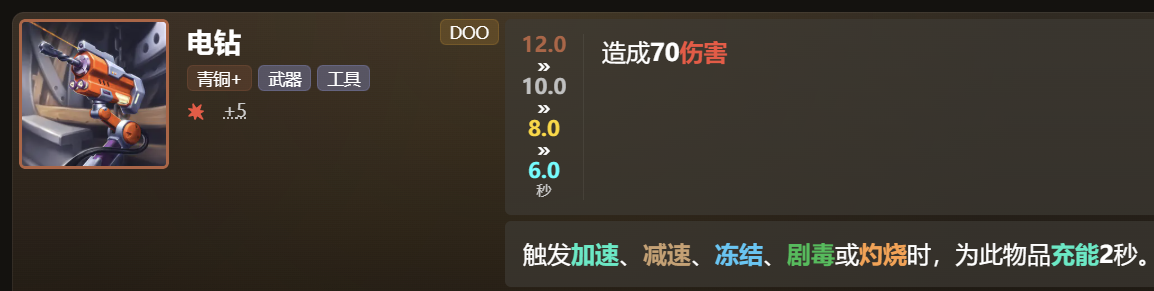 电钻
DOO
青铜+
武器
工具
+5
12.0
»
10.0
»
8.0
»
6.0
秒
造成70伤害
触发加速、减速、冻结、剧毒或灼烧时，为此物品充能2秒。